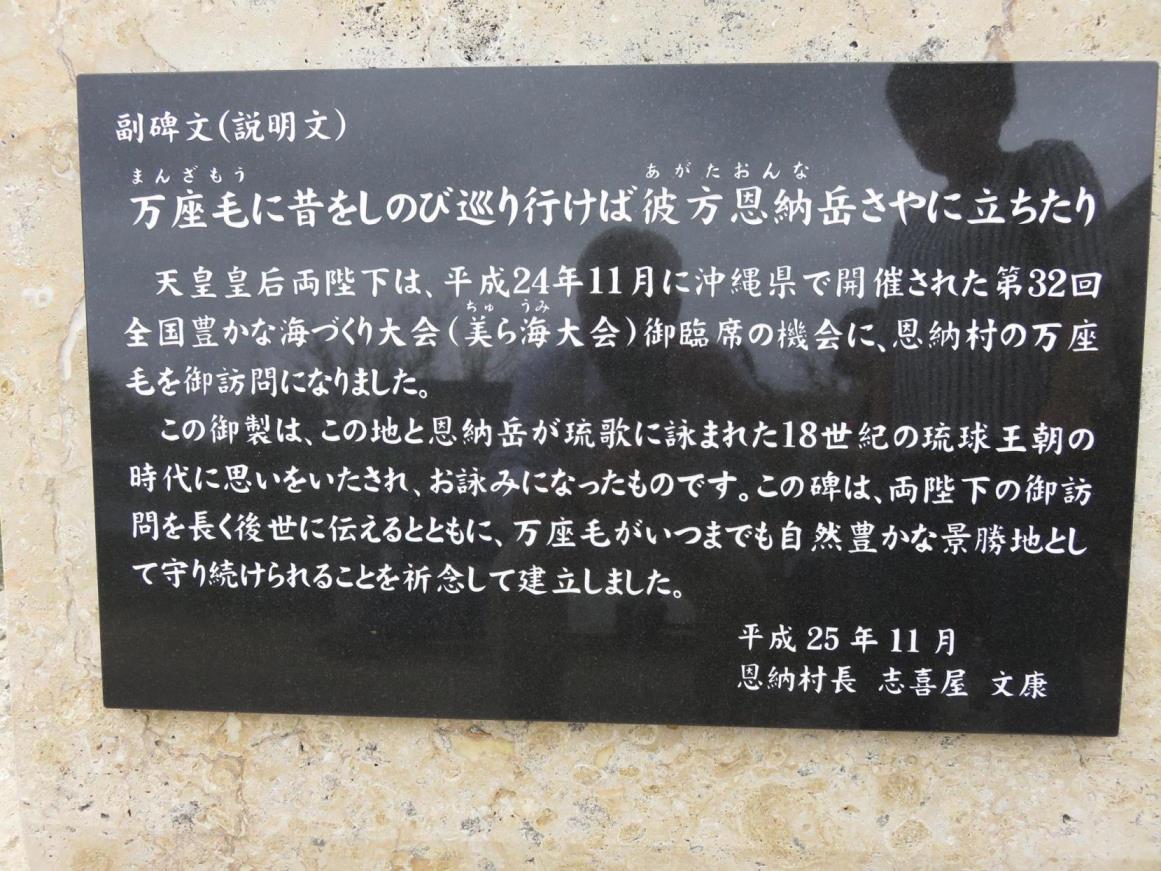 副碑文(説明文)
まんざもう あがたおんな
万座毛に昔をしのび巡り行けば彼方恩納岳さやに立ちたり
天皇皇后両陛下は、平成24年11月に沖縄県で開催された第32回
ちゅ うみ
全国豊かな海づくり大会(美ら海大会)御臨席の機会に、恩納村の万座
毛を御訪問になりました。
この御製は、この地と恩納岳が琉歌に詠まれた18世紀の琉球王朝の
時代に思いをいたされ、お詠みになったものです。この碑は、両陛下の御訪
問を長く後世に伝えるとともに、万座毛がいつまでも自然豊かな景勝地とし
て守り続けられることを祈念して建立しました。
平成25年11月
恩納村長 志喜屋 文康